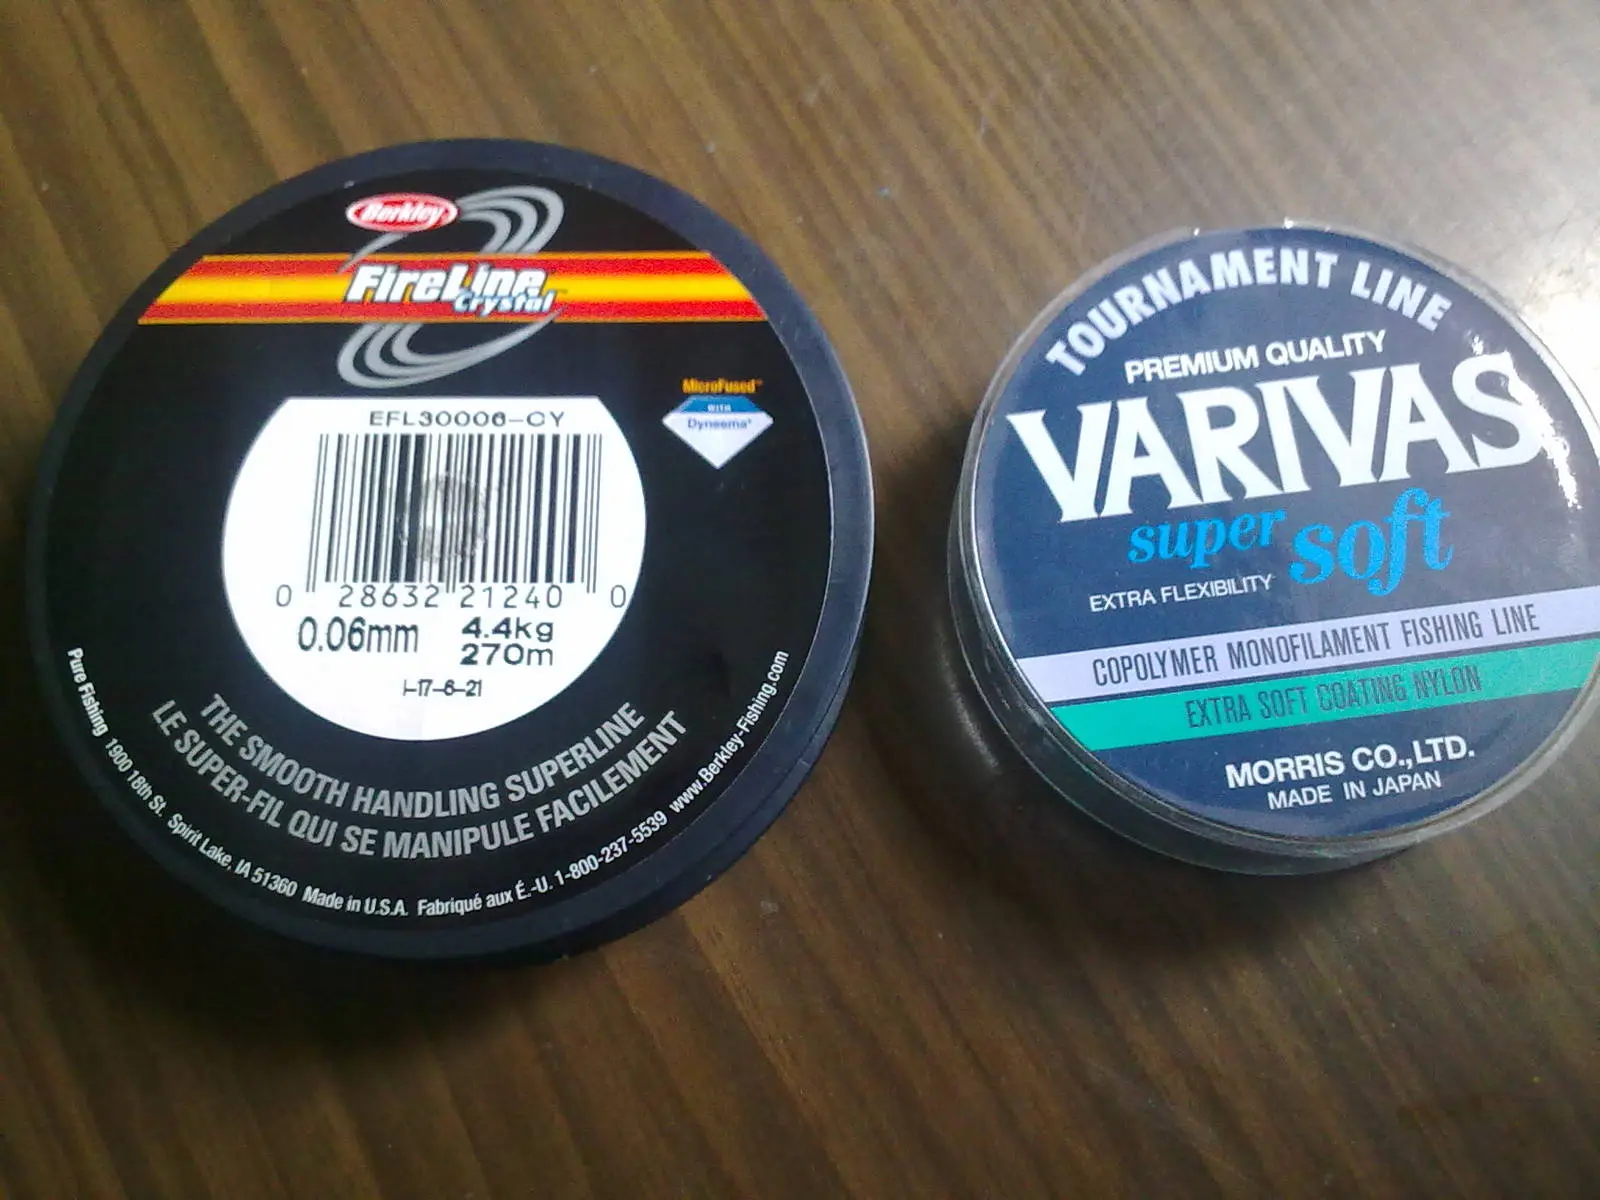 Berkley
FireLine
Crystal™
MicroFused™
WITH
Dyneema®
EFL30006-CY
0 28632 21240 0
0.06mm
4.4kg
270m
I-17-6-21
THE SMOOTH HANDLING SUPERLINE
LE SUPER-FIL QUI SE MANIPULE FACILEMENT
Pure Fishing 1900 18th St. Spirit Lake, IA 51360 Made in U.S.A. Fabriqué aux É.-U. 1-800-237-5539 www.Berkley-Fishing.com
TOURNAMENT LINE
PREMIUM QUALITY
VARIVAS
super soft
EXTRA FLEXIBILITY
COPOLYMER MONOFILAMENT FISHING LINE
EXTRA SOFT COATING NYLON
MORRIS CO.,LTD.
MADE IN JAPAN